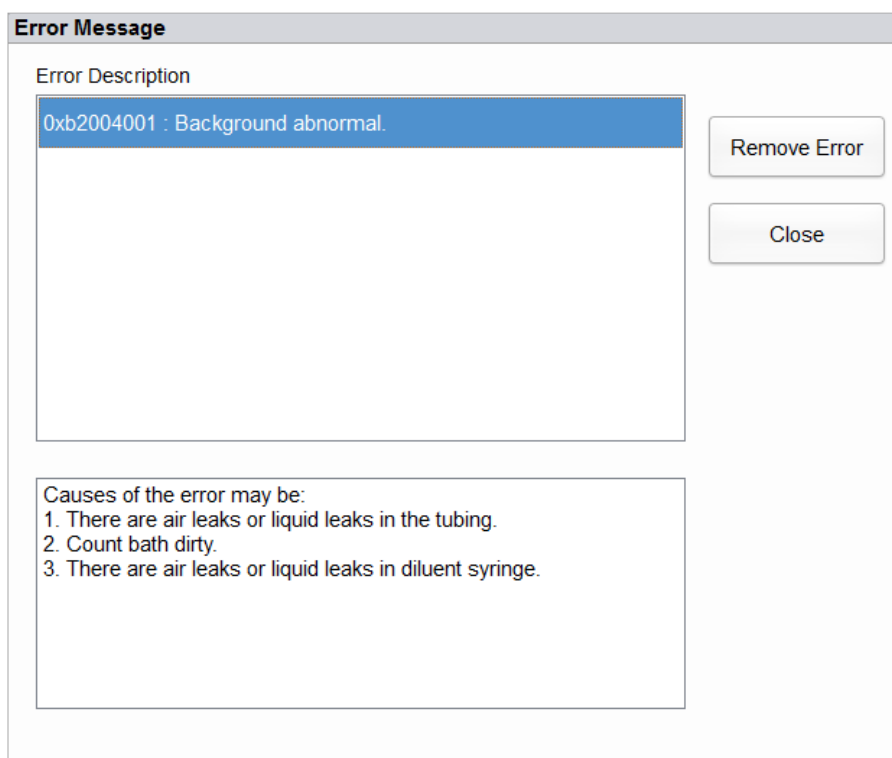 Error Message
Error Description
0xb2004001 : Background abnormal.
Remove Error
Close
Causes of the error may be:
1. There are air leaks or liquid leaks in the tubing.
2. Count bath dirty.
3. There are air leaks or liquid leaks in diluent syringe.